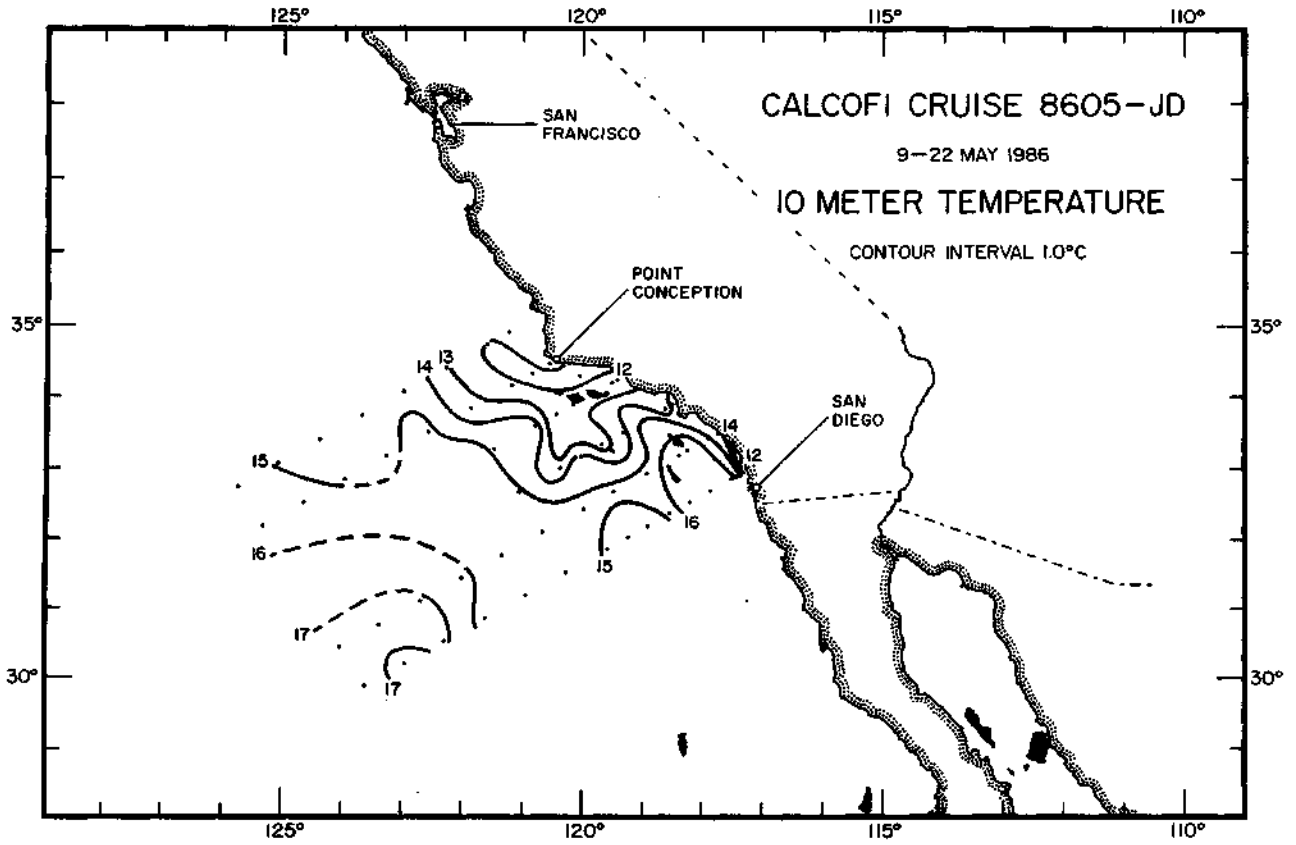 125° 120° 115° 110°
CALCOFI CRUISE 8605-JD
9-22 MAY 1986
10 METER TEMPERATURE
CONTOUR INTERVAL 1.0°C
SAN
FRANCISCO
POINT
CONCEPTION
35° 35°
13
14
12
SAN
DIEGO
14
12
15
16
16
15
17
17
30° 30°
125° 120° 115° 110°